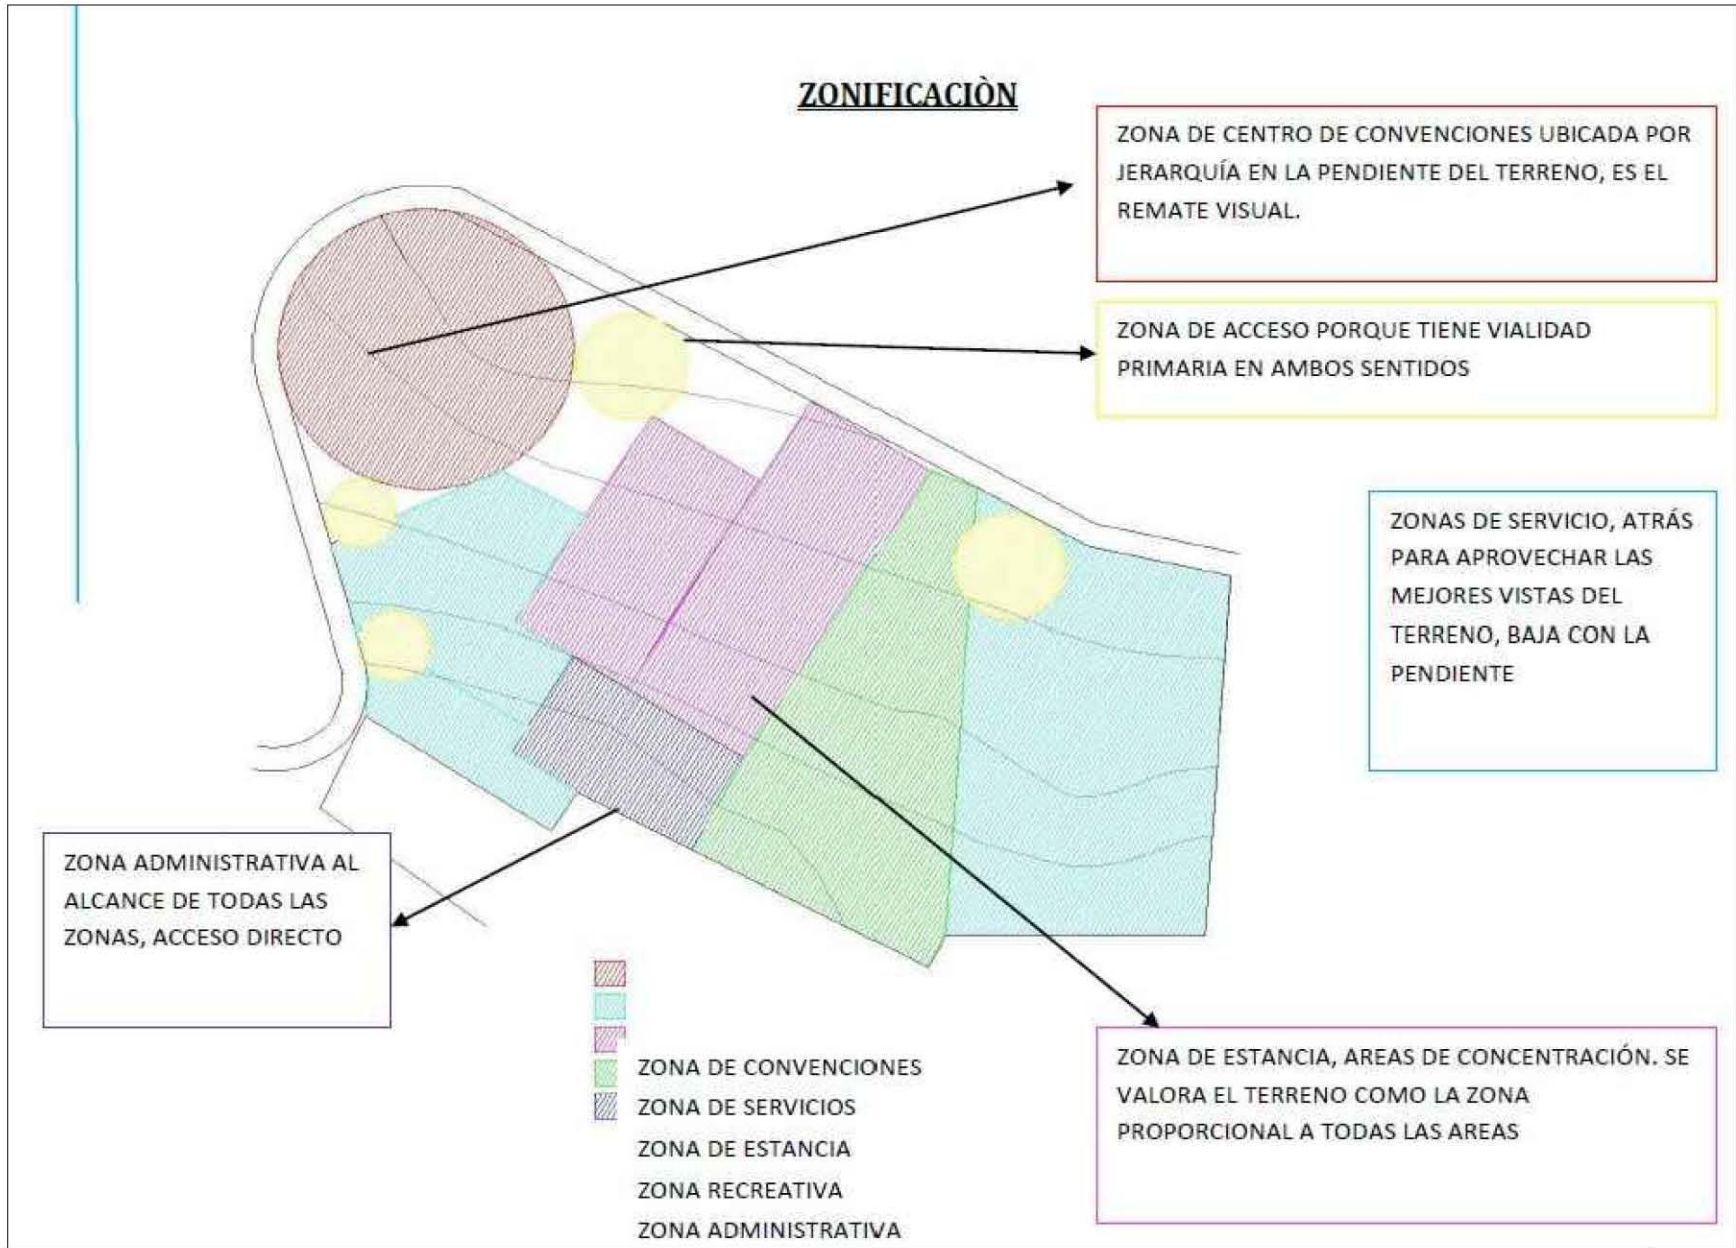 ZONIFICACIÒN
ZONA DE CENTRO DE CONVENCIONES UBICADA POR
JERARQUÍA EN LA PENDIENTE DEL TERRENO, ES EL
REMATE VISUAL.
ZONA DE ACCESO PORQUE TIENE VIALIDAD
PRIMARIA EN AMBOS SENTIDOS
ZONAS DE SERVICIO, ATRÁS
PARA APROVECHAR LAS
MEJORES VISTAS DEL
TERRENO, BAJA CON LA
PENDIENTE
ZONA ADMINISTRATIVA AL
ALCANCE DE TODAS LAS
ZONAS, ACCESO DIRECTO
ZONA DE CONVENCIONES
ZONA DE SERVICIOS
ZONA DE ESTANCIA
ZONA RECREATIVA
ZONA ADMINISTRATIVA
ZONA DE ESTANCIA, AREAS DE CONCENTRACIÓN. SE
VALORA EL TERRENO COMO LA ZONA
PROPORCIONAL A TODAS LAS AREAS